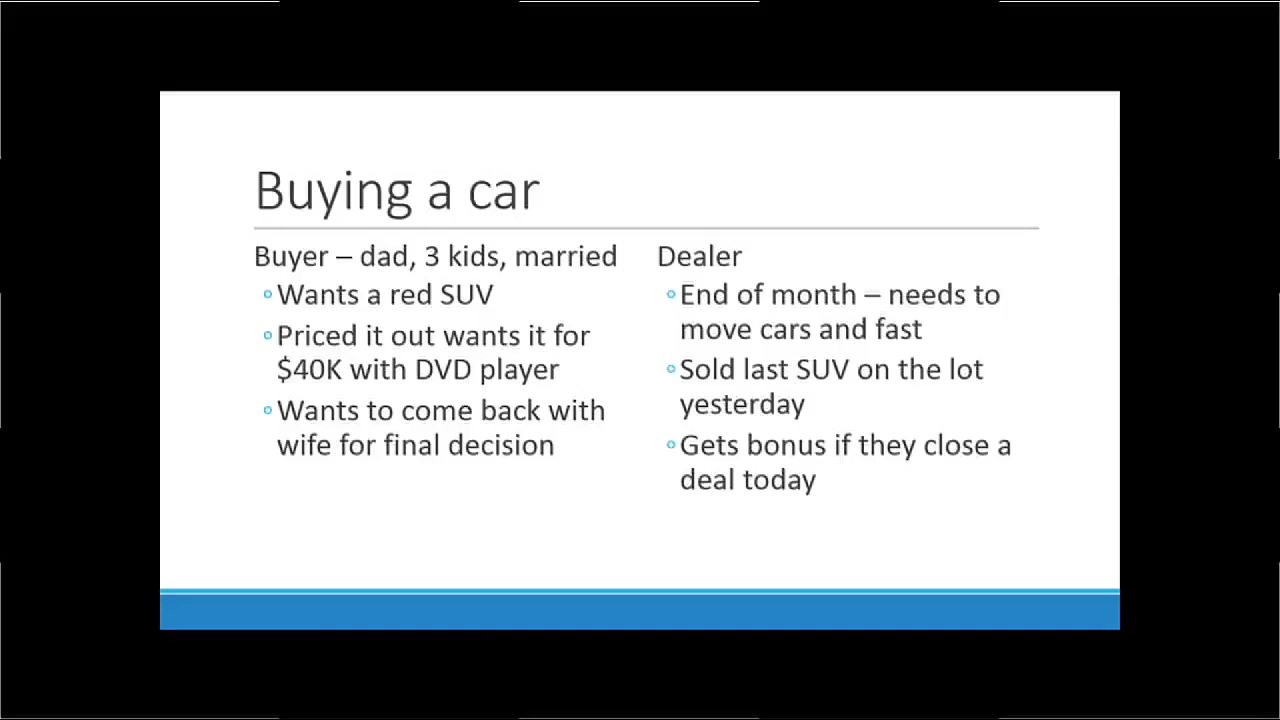 Buying a car
Buyer – dad, 3 kids, married
◦Wants a red SUV
◦Priced it out wants it for
$40K with DVD player
◦Wants to come back with
wife for final decision
Dealer
◦End of month – needs to
move cars and fast
◦Sold last SUV on the lot
yesterday
◦Gets bonus if they close a
deal today